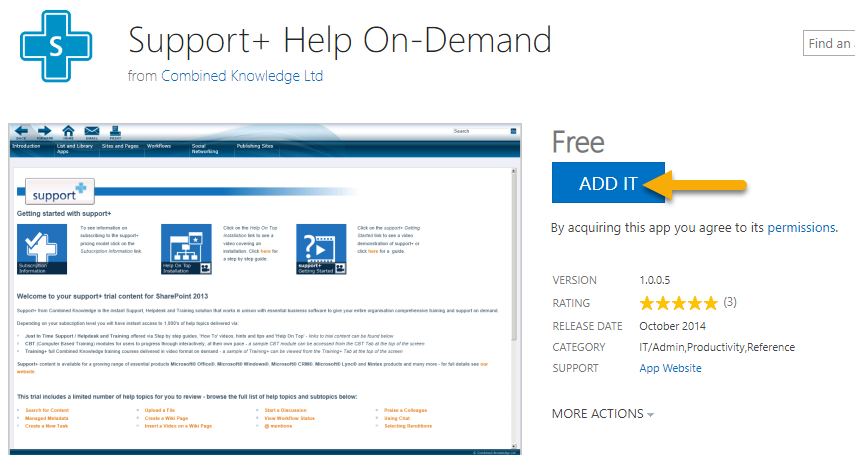 S
Support+ Help On-Demand
from Combined Knowledge Ltd
Find an a
BACK FORWARD HOME EMAIL PRINT
Search
Introduction
List and Library Apps
Sites and Pages
Workflows
Social Networking
Publishing Sites
support+
Getting started with support+
Subscription Information
To see information on
subscribing to the support+
pricing model click on the
Subscription Information link
Help On Top Installation
Click on the Help On Top
Installation link to see a
video covering an
installation. Click here for
a step by step guide.
support+ Getting Started
Click on the support+ Getting
Started link to see a video
demonstration of support+ or
click here for a guide.
Welcome to your support+ trial content for SharePoint 2013
Support+ from Combined Knowledge is the instant Support, Helpdesk and Training solution that works in unison with essential business software to give your entire organisation comprehensive training and support on demand.
Depending on your subscription level you will have instant access to 1,000's of help topics delivered via:
Just In Time Support / Helpdesk and Training offered via Step by step guides, 'How To' videos, hints and tips and 'Help On Top' - links to trial content can be found below
CBT (Computer Based Training) modules for users to progress through interactively, at their own pace - a sample CBT module can be accessed from the CBT Tab at the top of the screen
Training+ full Combined Knowledge training courses delivered in video format on demand - a sample of Training+ can be viewed from the Training+ Tab at the top of the screen
Support+ content is available for a growing range of essential products Microsoft® Office®, Microsoft® Windows®, Microsoft® CRM®, Microsoft® Lync® and Nintex products and many more - for full details see our
website
This trial includes a limited number of help topics for you to review - browse the full list of help topics and subtopics below:
Search for Content
Upload a File
Start a Discussion
Praise a Colleague
Managed Metadata
Create a Wiki Page
View Workflow Status
Using Chat
Create a New Task
Insert a Video on a Wiki Page
@ mentions
Selecting Renditions
© Combined Knowledge Ltd
Free
ADD IT
By acquiring this app you agree to its permissions.
VERSION 1.0.0.5
RATING (3)
RELEASE DATE October 2014
CATEGORY IT/Admin,Productivity,Reference
SUPPORT App Website
MORE ACTIONS